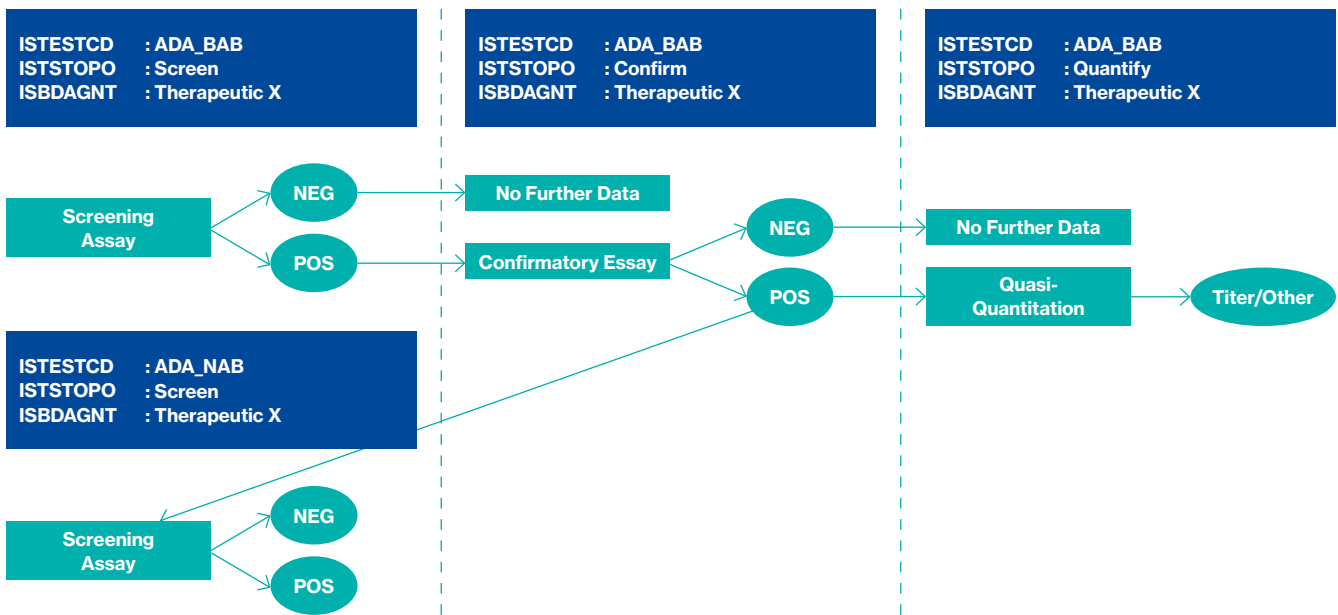 ISTESTCD : ADA_BAB
ISTSTOPO : Screen
ISBDAGNT : Therapeutic X
ISTESTCD : ADA_BAB
ISTSTOPO : Confirm
ISBDAGNT : Therapeutic X
ISTESTCD : ADA_BAB
ISTSTOPO : Quantify
ISBDAGNT : Therapeutic X
Screening
Assay
NEG
POS
No Further Data
Confirmatory Essay
NEG
POS
No Further Data
Quasi-
Quantitation
Titer/Other
ISTESTCD : ADA_NAB
ISTSTOPO : Screen
ISBDAGNT : Therapeutic X
Screening
Assay
NEG
POS